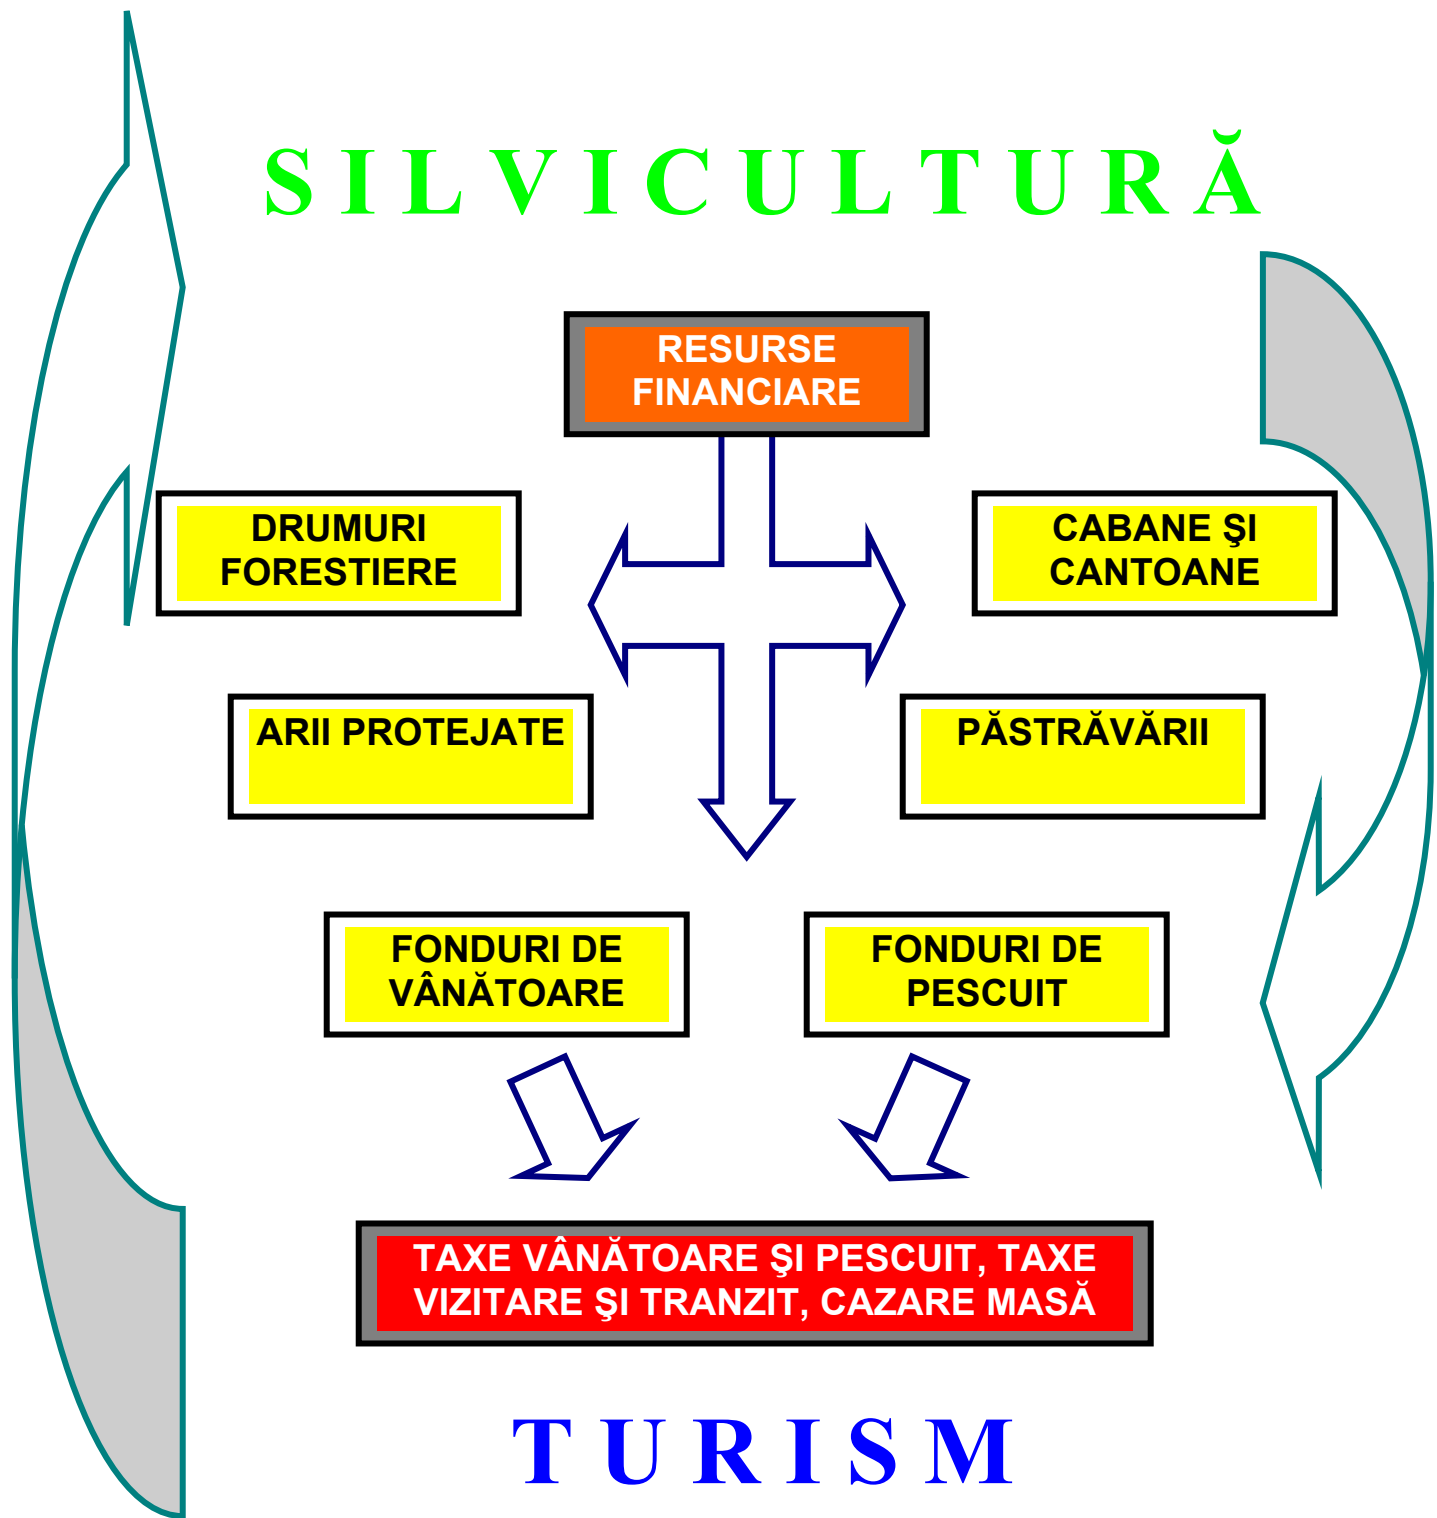 S I L V I C U L T U R Ă
RESURSE
FINANCIARE
DRUMURI
FORESTIERE
CABANE ŞI
CANTOANE
ARII PROTEJATE
PĂSTRĂVĂRII
FONDURI DE
VÂNĂTOARE
FONDURI DE
PESCUIT
TAXE VÂNĂTOARE ŞI PESCUIT, TAXE
VIZITARE ŞI TRANZIT, CAZARE MASĂ
T U R I S M